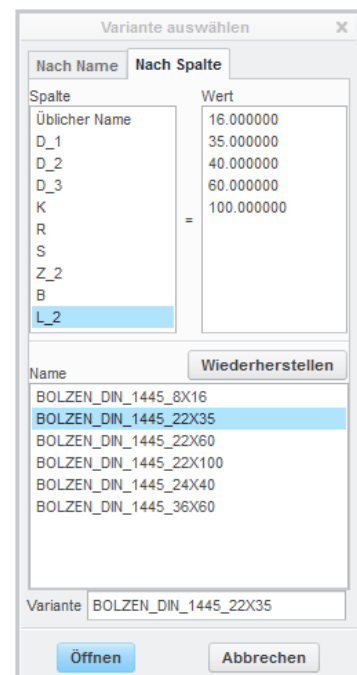 Variante auswählen X
Nach Name Nach Spalte
Spalte Wert
Üblicher Name 16.000000
D_1 35.000000
D_2 40.000000
D_3 60.000000
K 100.000000
R =
S
Z_2
B
L_2
Name Wiederherstellen
BOLZEN_DIN_1445_8X16
BOLZEN_DIN_1445_22X35
BOLZEN_DIN_1445_22X60
BOLZEN_DIN_1445_22X100
BOLZEN_DIN_1445_24X40
BOLZEN_DIN_1445_36X60
Variante BOLZEN_DIN_1445_22X35
Öffnen Abbrechen